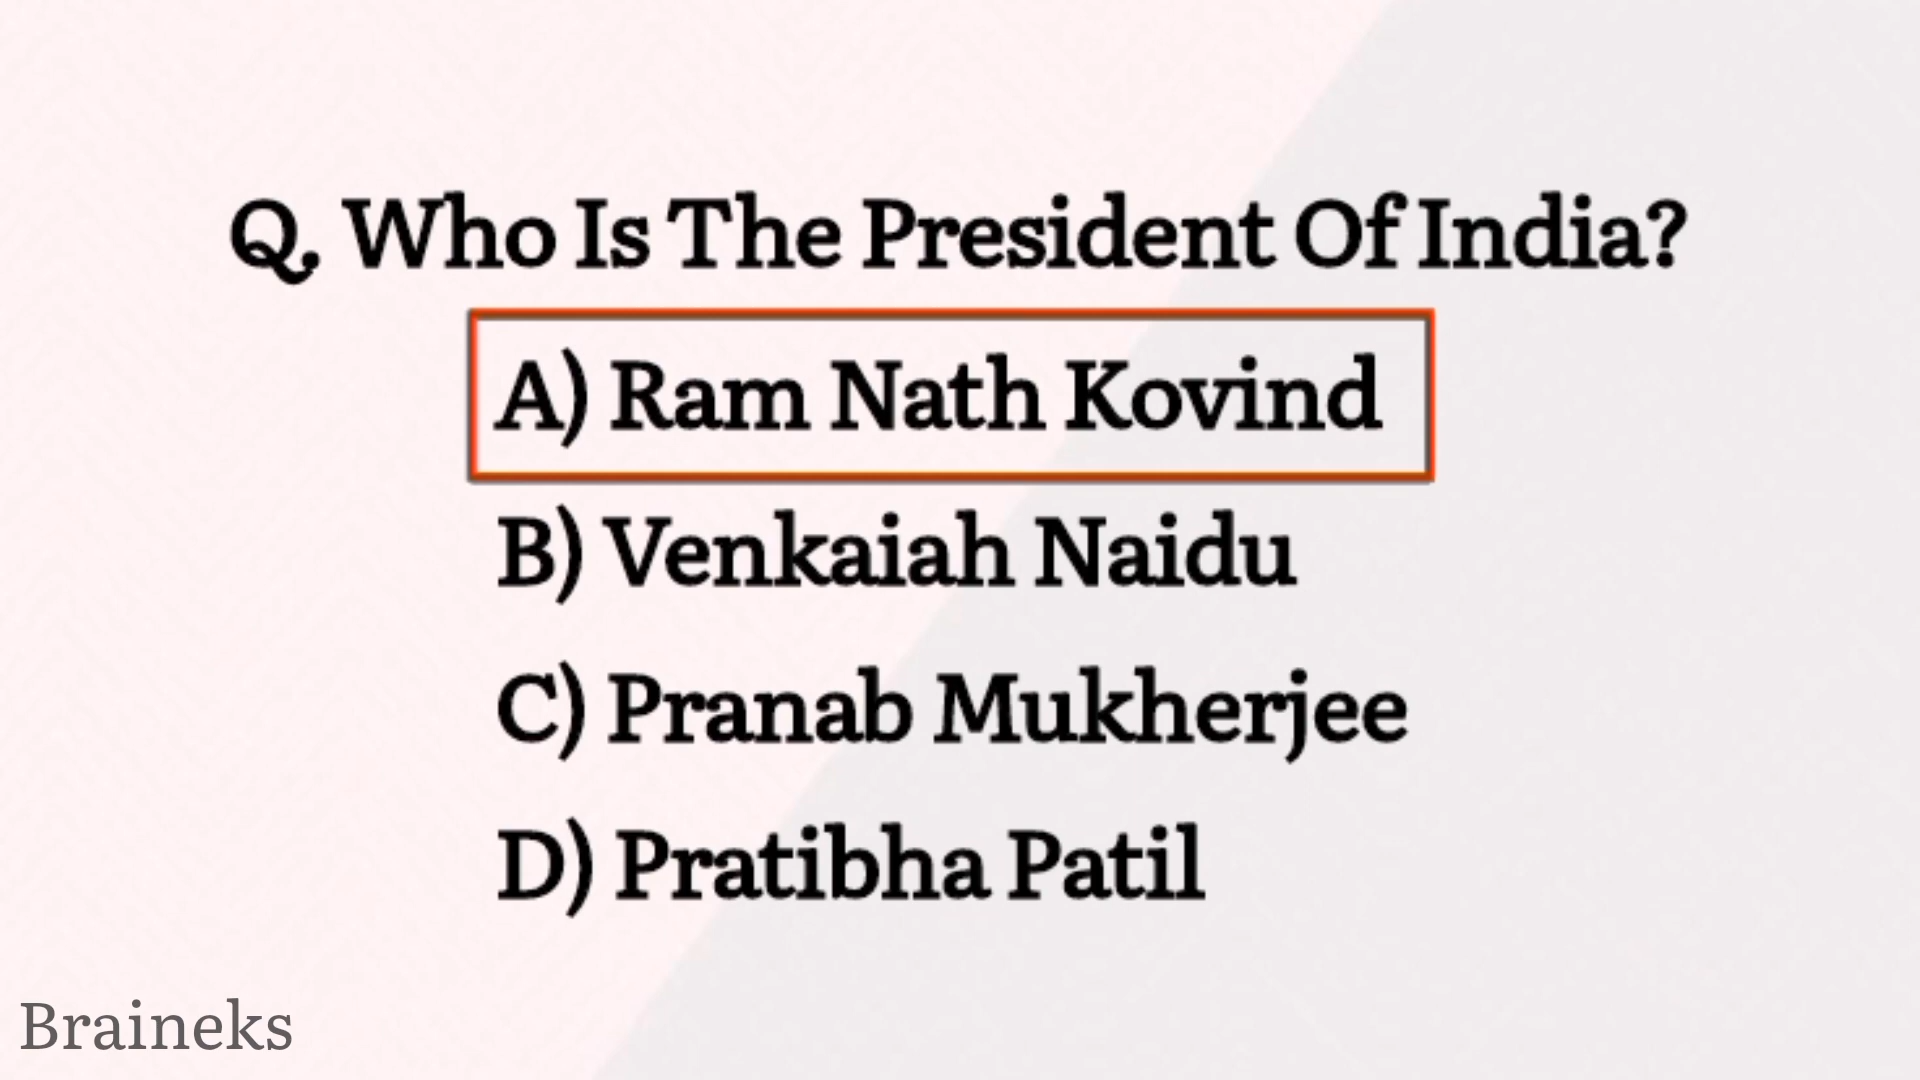 Q. Who Is The President Of India?
A) Ram Nath Kovind
B) Venkaiah Naidu
C) Pranab Mukherjee
D) Pratibha Patil
Braineks